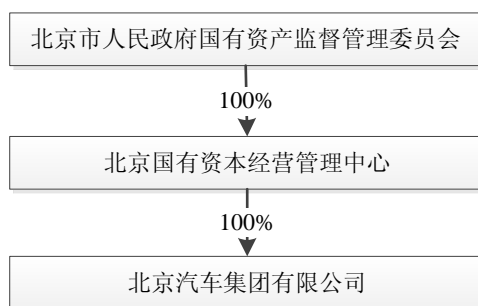 北京市人民政府国有资产监督管理委员会
100%
北京国有资本经营管理中心
100%
北京汽车集团有限公司